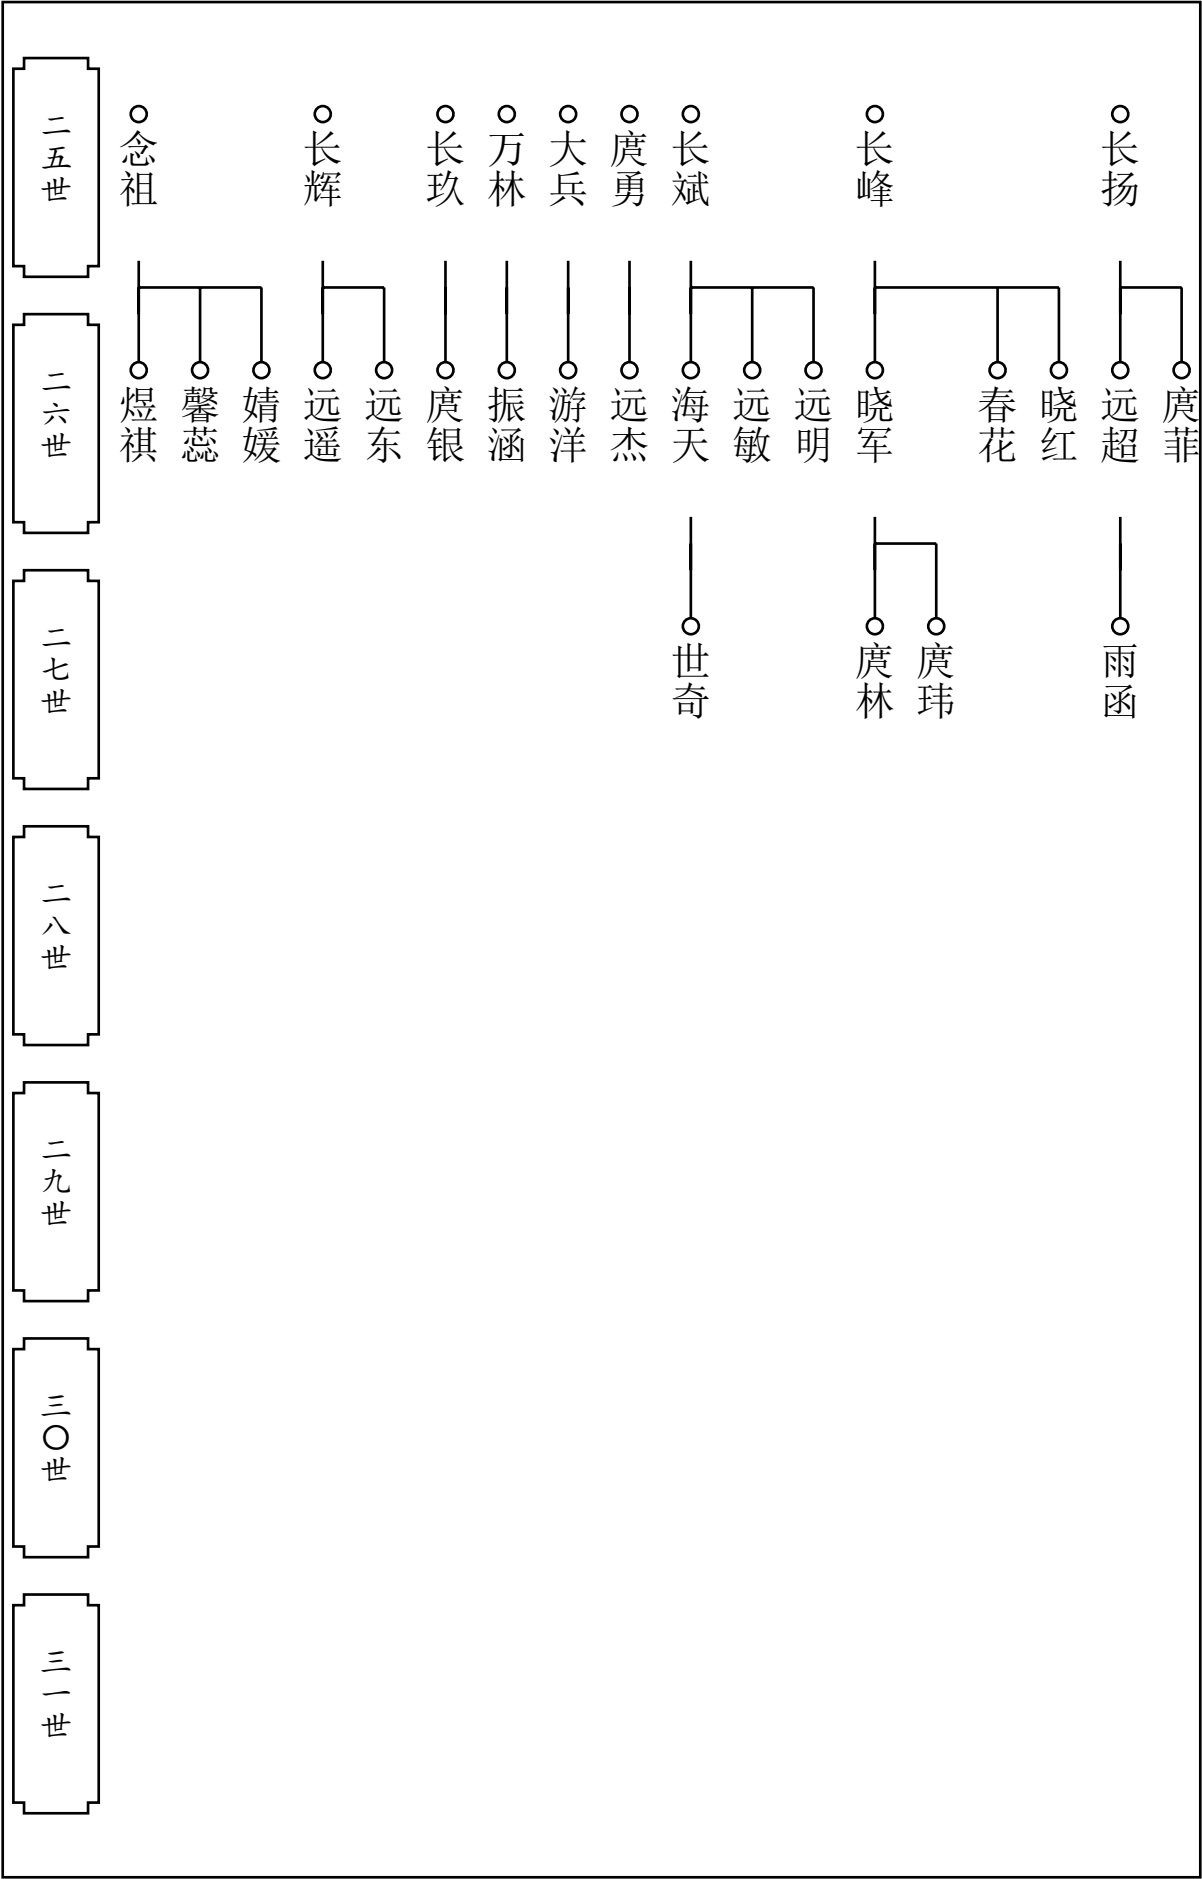 二五世
念祖
长辉
长玖
万林
大兵
庹勇
长斌
长峰
长扬
二六世
煜祺
馨蕊
婧媛
远遥
远东
庹银
振涵
游洋
远杰
海天
远敏
远明
晓军
春花
晓红
远超
庹菲
二七世
世奇
庹林
庹玮
雨函
二八世
二九世
三〇世
三一世